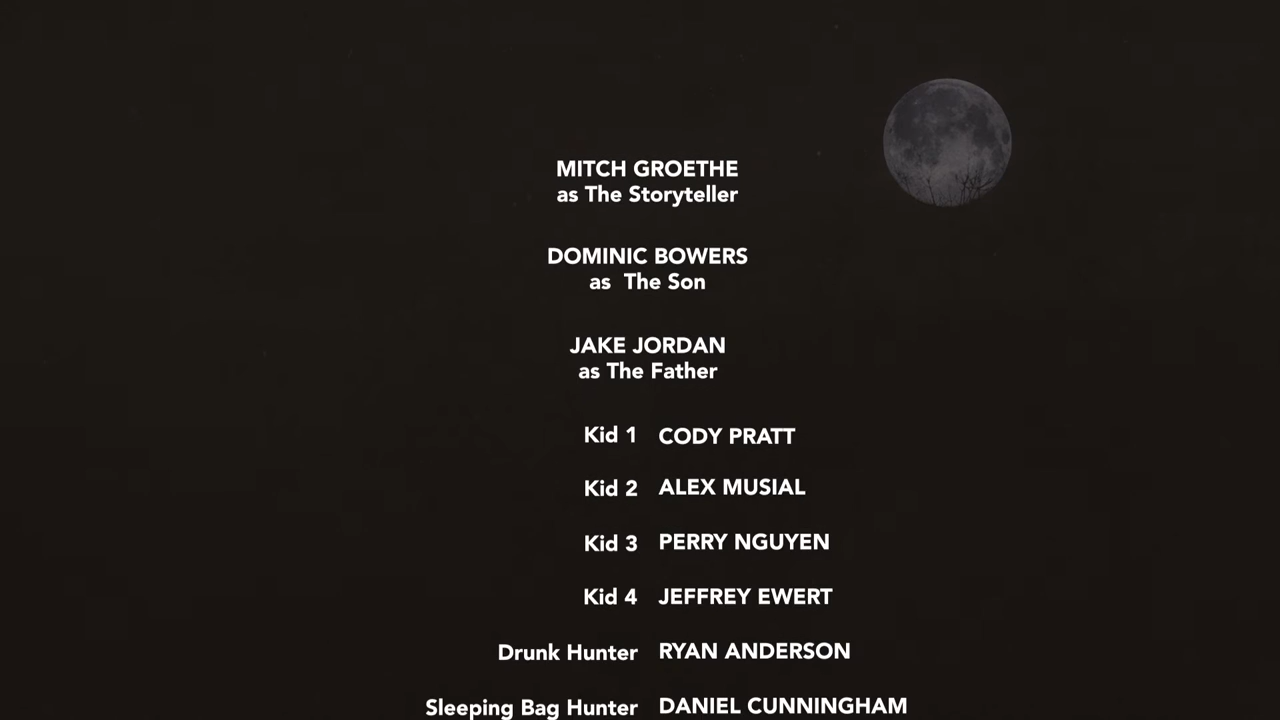 MITCH GROETHE
as The Storyteller
DOMINIC BOWERS
as The Son
JAKE JORDAN
as The Father
Kid 1 CODY PRATT
Kid 2 ALEX MUSIAL
Kid 3 PERRY NGUYEN
Kid 4 JEFFREY EWERT
Drunk Hunter RYAN ANDERSON
Sleeping Bag Hunter DANIEL CUNNINGHAM